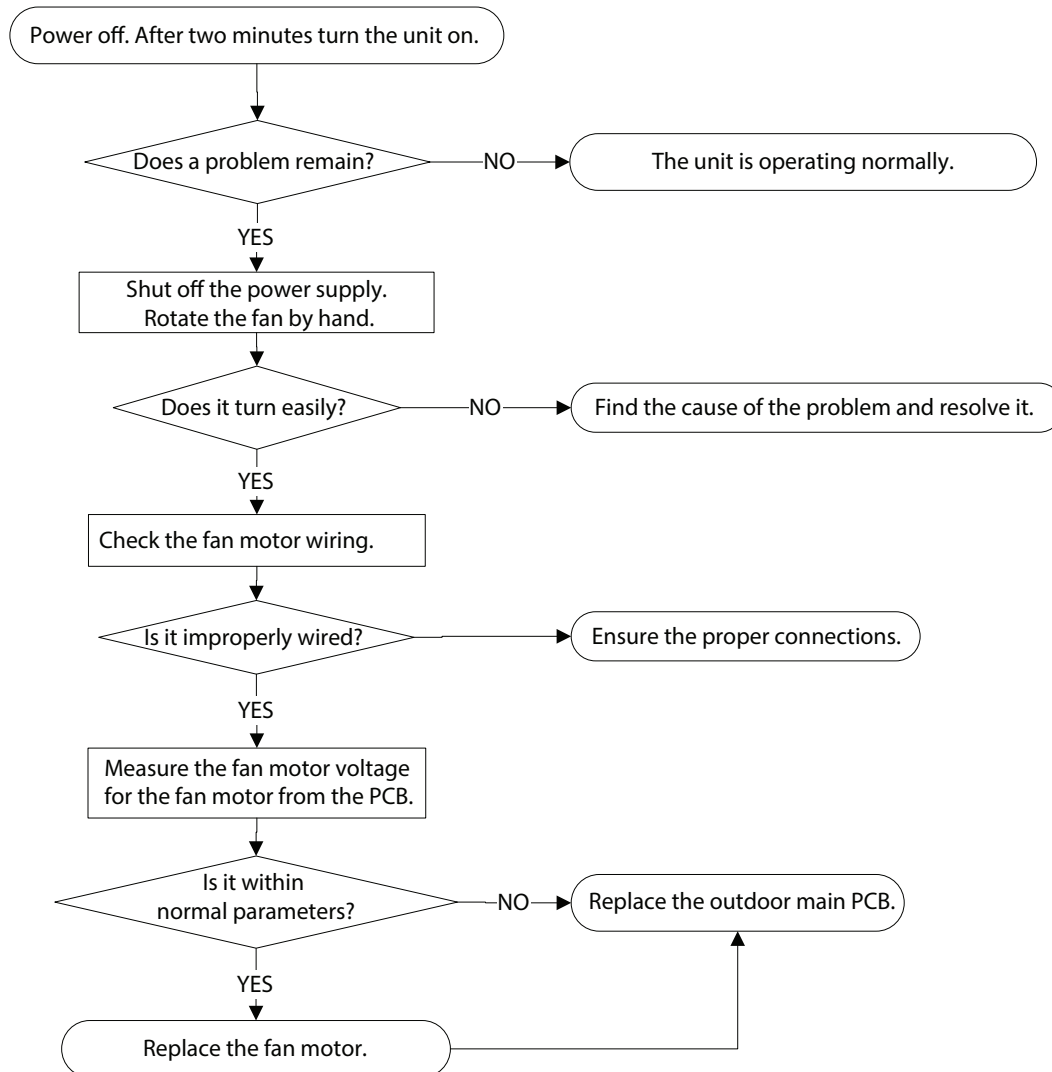 Power off. After two minutes turn the unit on.
Does a problem remain?
NO
The unit is operating normally.
YES
Shut off the power supply.
Rotate the fan by hand.
Does it turn easily?
NO
Find the cause of the problem and resolve it.
YES
Check the fan motor wiring.
Is it improperly wired?
Ensure the proper connections.
YES
Measure the fan motor voltage
for the fan motor from the PCB.
Is it within
normal parameters?
NO
Replace the outdoor main PCB.
YES
Replace the fan motor.